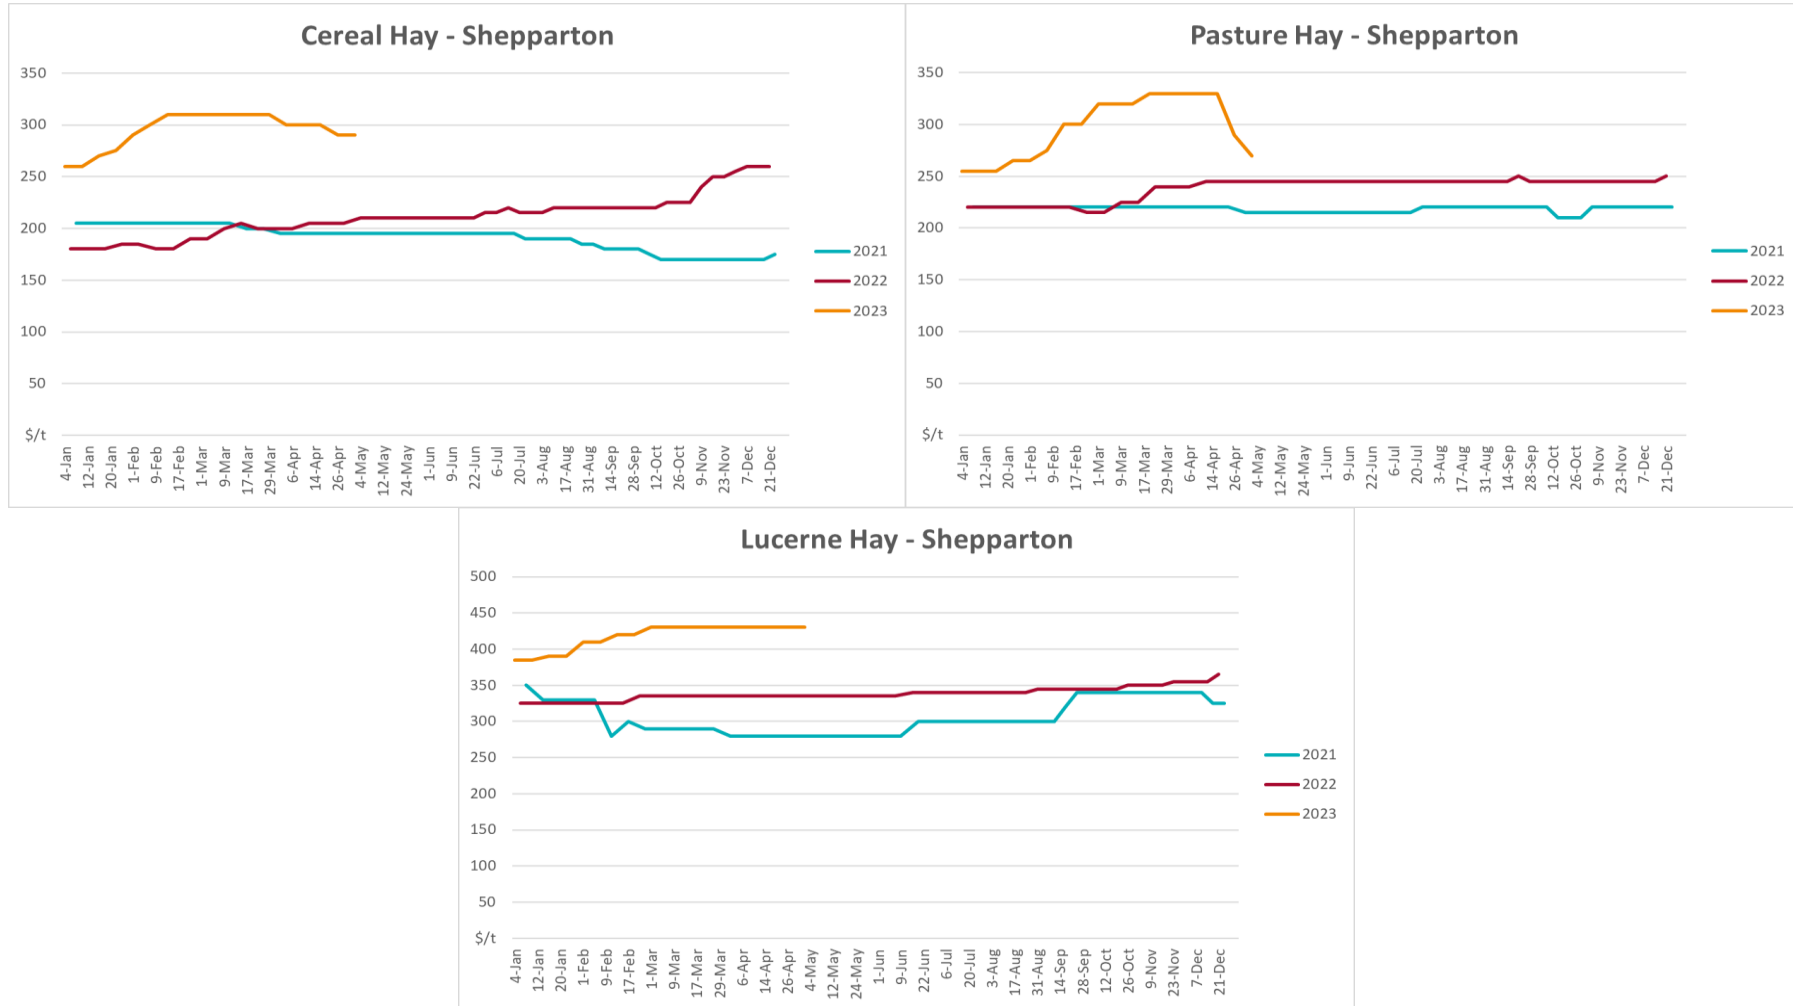 Cereal Hay - Shepparton
350
300
250
200
150
100
50
$/t
4-Jan
12-Jan
20-Jan
1-Feb
9-Feb
17-Feb
1-Mar
9-Mar
17-Mar
29-Mar
6-Apr
14-Apr
26-Apr
4-May
12-May
24-May
1-Jun
9-Jun
22-Jun
6-Jul
20-Jul
3-Aug
17-Aug
31-Aug
14-Sep
28-Sep
12-Oct
26-Oct
9-Nov
23-Nov
7-Dec
21-Dec
2021
2022
2023
Pasture Hay - Shepparton
350
300
250
200
150
100
50
$/t
4-Jan
12-Jan
20-Jan
1-Feb
9-Feb
17-Feb
1-Mar
9-Mar
17-Mar
29-Mar
6-Apr
14-Apr
26-Apr
4-May
12-May
24-May
1-Jun
9-Jun
22-Jun
6-Jul
20-Jul
3-Aug
17-Aug
31-Aug
14-Sep
28-Sep
12-Oct
26-Oct
9-Nov
23-Nov
7-Dec
21-Dec
2021
2022
2023
Lucerne Hay - Shepparton
500
450
400
350
300
250
200
150
100
50
$/t
4-Jan
12-Jan
20-Jan
1-Feb
9-Feb
17-Feb
1-Mar
9-Mar
17-Mar
29-Mar
6-Apr
14-Apr
26-Apr
4-May
12-May
24-May
1-Jun
9-Jun
22-Jun
6-Jul
20-Jul
3-Aug
17-Aug
31-Aug
14-Sep
28-Sep
12-Oct
26-Oct
9-Nov
23-Nov
7-Dec
21-Dec
2021
2022
2023